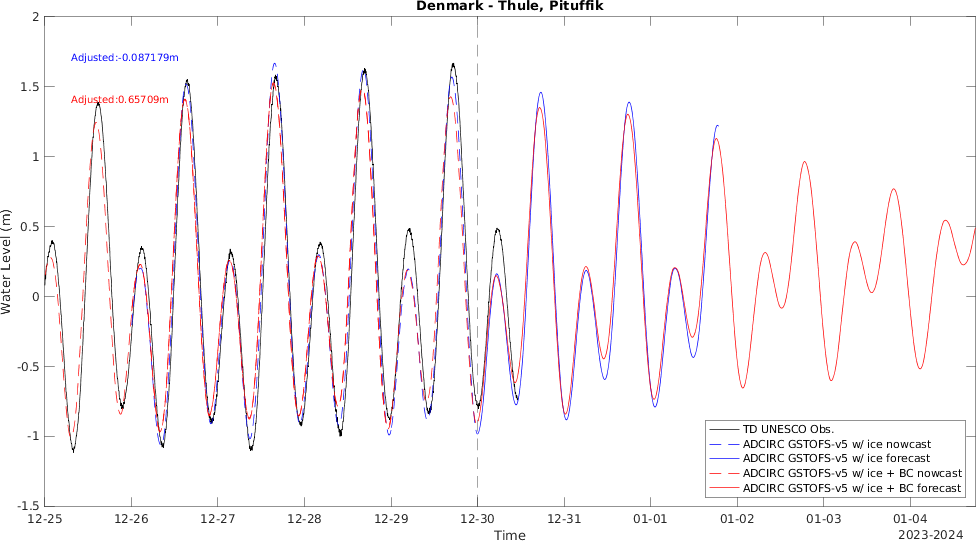 Denmark - Thule, Pituffik
Adjusted:-0.087179m
Adjusted:0.65709m
Water Level (m)
2
1.5
1
0.5
0
-0.5
-1
-1.5
12-25
12-26
12-27
12-28
12-29
12-30
12-31
01-01
01-02
01-03
01-04
Time
2023-2024
TD UNESCO Obs.
ADCIRC GSTOFS-v5 w/ ice nowcast
ADCIRC GSTOFS-v5 w/ ice forecast
ADCIRC GSTOFS-v5 w/ ice + BC nowcast
ADCIRC GSTOFS-v5 w/ ice + BC forecast